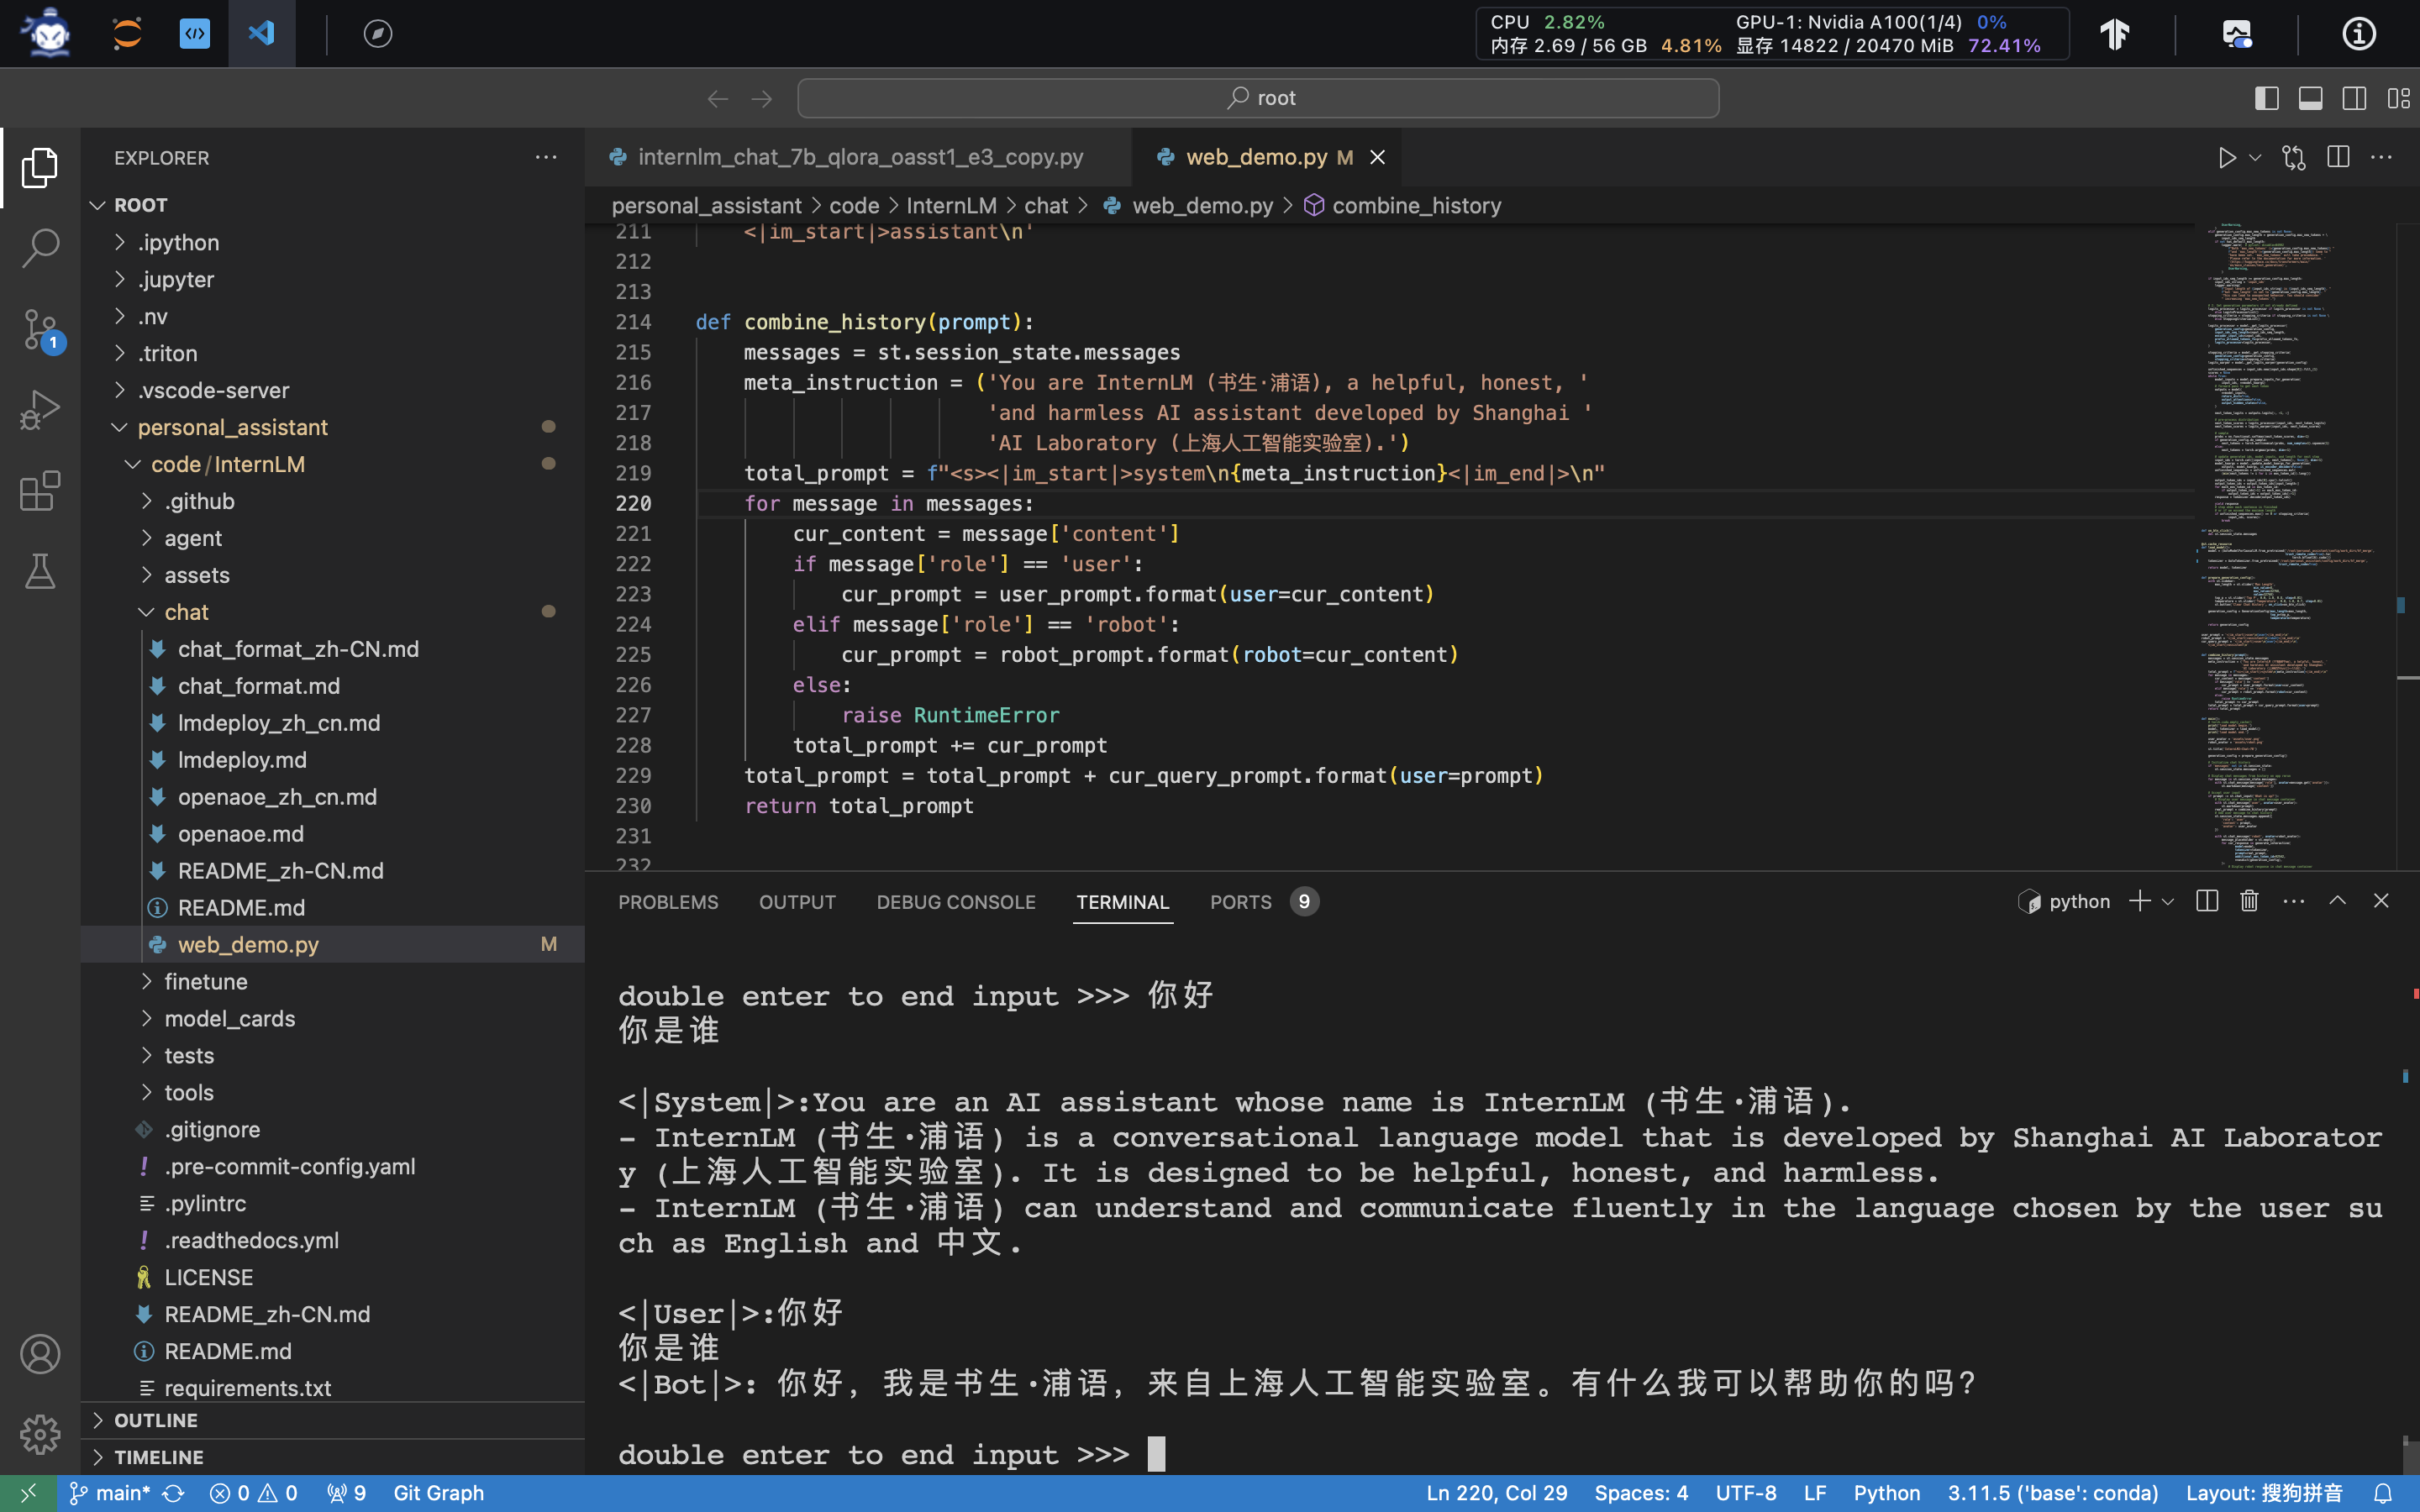 CPU 2.82% GPU-1: Nvidia A100(1/4) 0%
内存 2.69 / 56 GB 4.81% 显存 14822 / 20470 MiB 72.41%
root
EXPLORER
ROOT
.ipython
.jupyter
.nv
.triton
.vscode-server
personal_assistant
code/InternLM
.github
agent
assets
chat
chat_format_zh-CN.md
chat_format.md
lmdeploy_zh_cn.md
lmdeploy.md
openaoe_zh_cn.md
openaoe.md
README_zh-CN.md
README.md
web_demo.py M
finetune
model_cards
tests
tools
.gitignore
.pre-commit-config.yaml
.pylintrc
.readthedocs.yml
LICENSE
README_zh-CN.md
README.md
requirements.txt
OUTLINE
TIMELINE
1
internlm_chat_7b_qlora_oasst1_e3_copy.py web_demo.py M
personal_assistant > code > InternLM > chat > web_demo.py > combine_history
211 <|im_start|>assistant\n'
212
213
214 def combine_history(prompt):
215 messages = st.session_state.messages
216 meta_instruction = ('You are InternLM (书生·浦语), a helpful, honest, '
217 'and harmless AI assistant developed by Shanghai '
218 'AI Laboratory (上海人工智能实验室).')
219 total_prompt = f"<s><|im_start|>system\n{meta_instruction}<|im_end|>\n"
220 for message in messages:
221 cur_content = message['content']
222 if message['role'] == 'user':
223 cur_prompt = user_prompt.format(user=cur_content)
224 elif message['role'] == 'robot':
225 cur_prompt = robot_prompt.format(robot=cur_content)
226 else:
227 raise RuntimeError
228 total_prompt += cur_prompt
229 total_prompt = total_prompt + cur_query_prompt.format(user=prompt)
230 return total_prompt
231
232
PROBLEMS OUTPUT DEBUG CONSOLE TERMINAL PORTS 9 python
double enter to end input >>> 你好
你是谁
<|System|>:You are an AI assistant whose name is InternLM (书生·浦语).
- InternLM (书生·浦语) is a conversational language model that is developed by Shanghai AI Laborator
y (上海人工智能实验室). It is designed to be helpful, honest, and harmless.
- InternLM (书生·浦语) can understand and communicate fluently in the language chosen by the user su
ch as English and 中文.
<|User|>:你好
你是谁
<|Bot|>: 你好，我是书生·浦语，来自上海人工智能实验室。有什么我可以帮助你的吗？
double enter to end input >>>
main* 0 0 9 Git Graph Ln 220, Col 29 Spaces: 4 UTF-8 LF Python 3.11.5 ('base': conda) Layout: 搜狗拼音